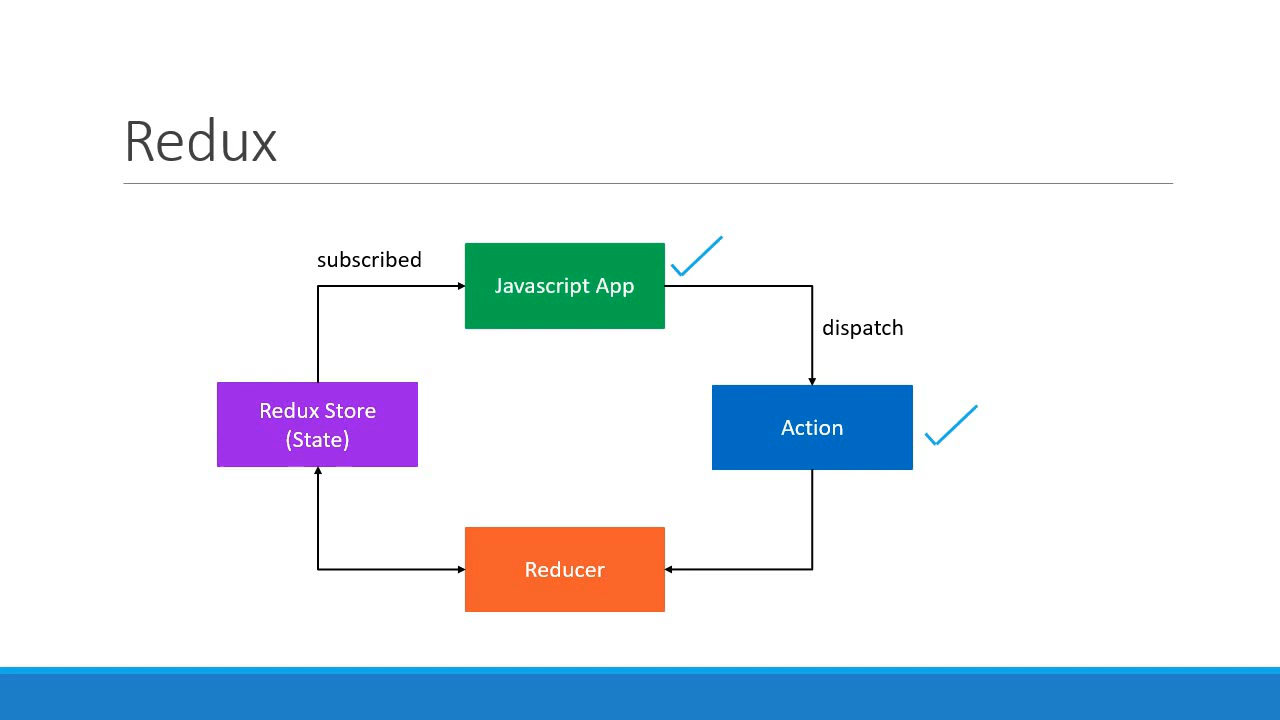 Redux
subscribed
Javascript App
dispatch
Redux Store
(State)
Action
Reducer